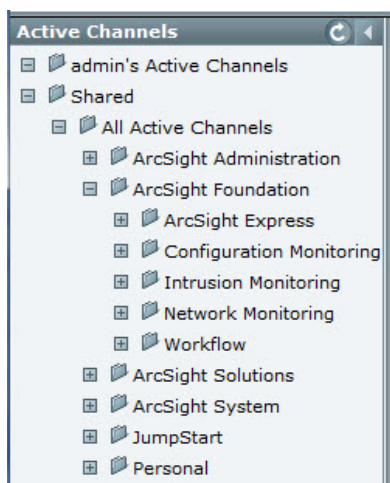 Active Channels
admin's Active Channels
Shared
All Active Channels
ArcSight Administration
ArcSight Foundation
ArcSight Express
Configuration Monitoring
Intrusion Monitoring
Network Monitoring
Workflow
ArcSight Solutions
ArcSight System
JumpStart
Personal